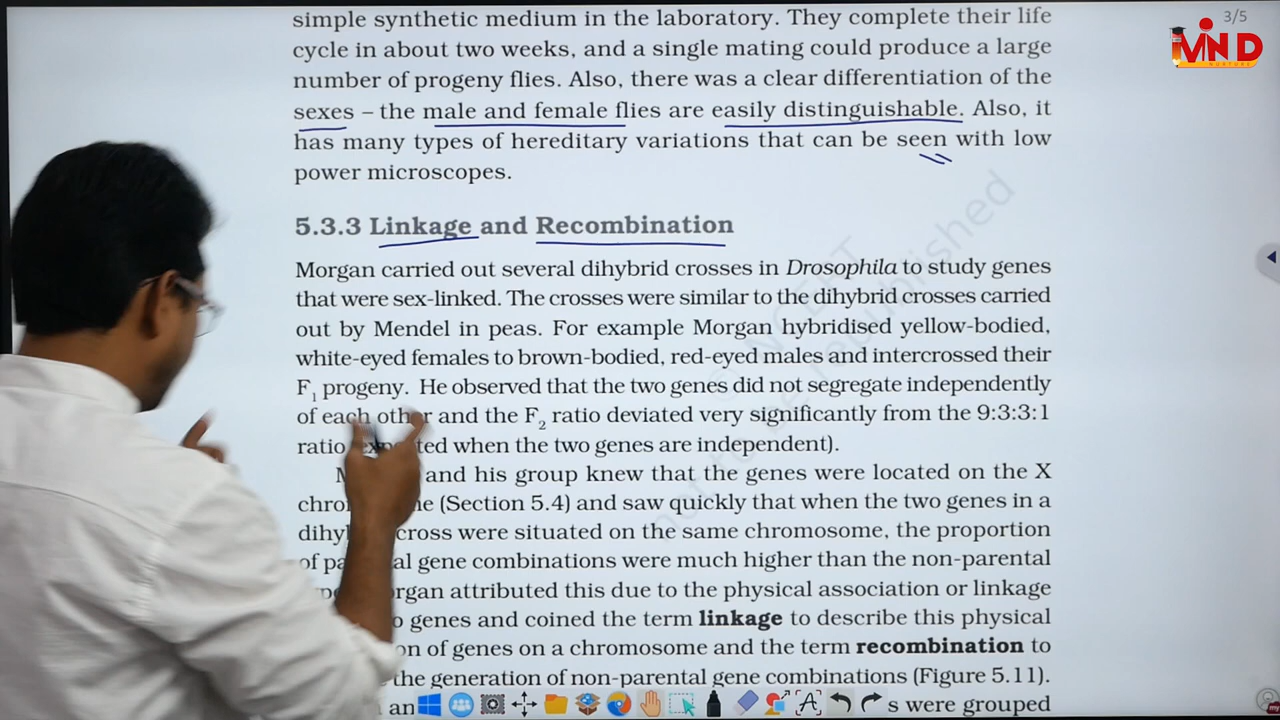 3/5
MIND
simple synthetic medium in the laboratory. They complete their life
cycle in about two weeks, and a single mating could produce a large
number of progeny flies. Also, there was a clear differentiation of the
sexes – the male and female flies are easily distinguishable. Also, it
has many types of hereditary variations that can be seen with low
power microscopes.
5.3.3 Linkage and Recombination
Morgan carried out several dihybrid crosses in Drosophila to study genes
that were sex-linked. The crosses were similar to the dihybrid crosses carried
out by Mendel in peas. For example Morgan hybridised yellow-bodied,
white-eyed females to brown-bodied, red-eyed males and intercrossed their
F1 progeny. He observed that the two genes did not segregate independently
of each other and the F2 ratio deviated very significantly from the 9:3:3:1
ratio when the two genes are independent).
and his group knew that the genes were located on the X
(Section 5.4) and saw quickly that when the two genes in a
cross were situated on the same chromosome, the proportion
of gene combinations were much higher than the non-parental
attributed this due to the physical association or linkage
genes and coined the term linkage to describe this physical
of genes on a chromosome and the term recombination to
the generation of non-parental gene combinations (Figure 5.11).
were grouped